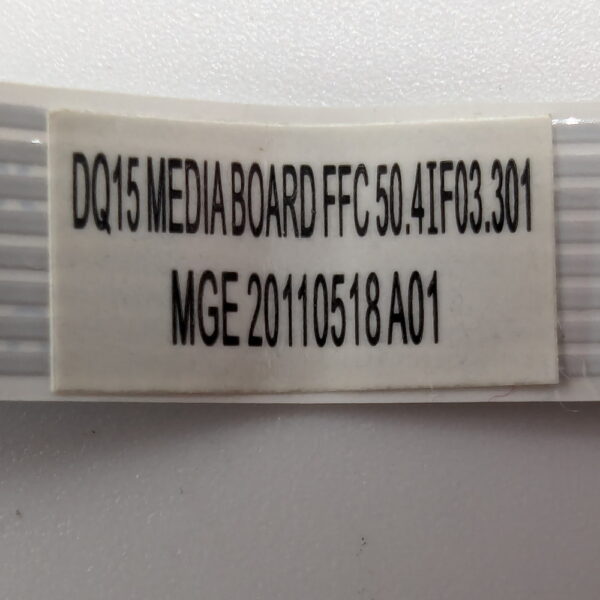 DQ15 MEDIA BOARD FFC 50.4IF03.301
MGE 20110518 A01